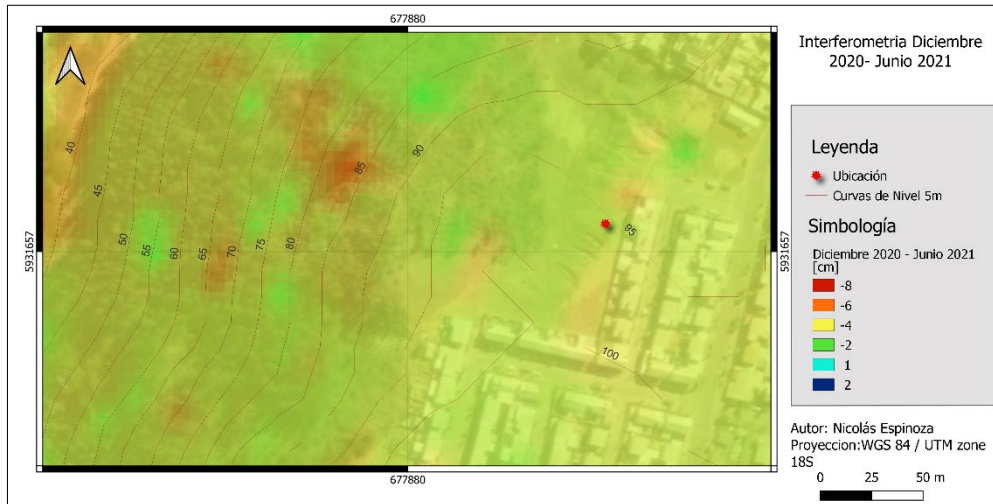 677880
Interferometria Diciembre
2020- Junio 2021
5931657
5931657
40
45
50
55
60
65
70
75
80
85
90
95
100
Leyenda
Ubicación
Curvas de Nivel 5m
Simbología
Diciembre 2020 - Junio 2021
[cm]
-8
-6
-4
-2
1
2
Autor: Nicolás Espinoza
Proyeccion:WGS 84 / UTM zone
18S
0 25 50 m
677880